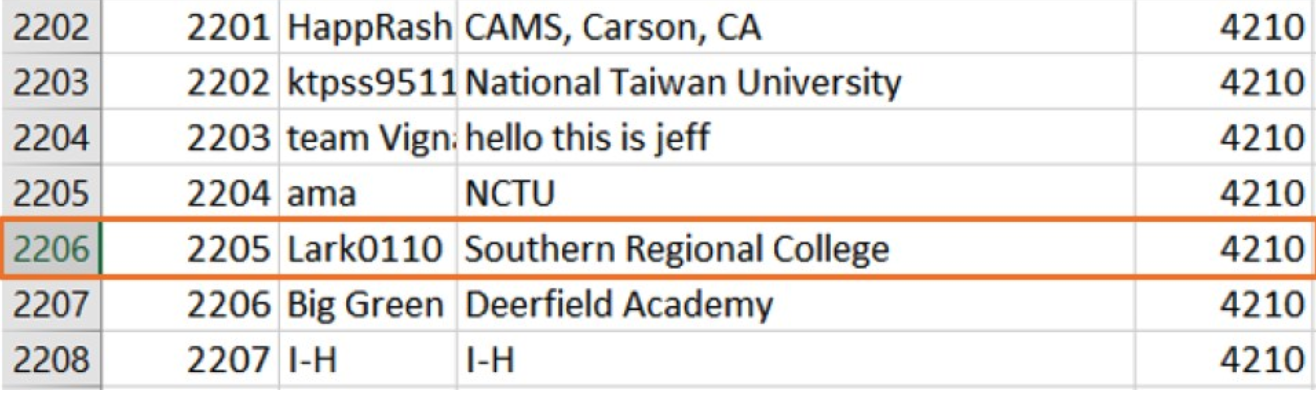 2202 2201 HappRash CAMS, Carson, CA 4210
2203 2202 ktpss9511 National Taiwan University 4210
2204 2203 team hello this is jeff 4210
2205 2204 ama NCTU 4210
2206 2205 Lark0110 Southern Regional College 4210
2207 2206 Big Green Deerfield Academy 4210
2208 2207 I-H I-H 4210